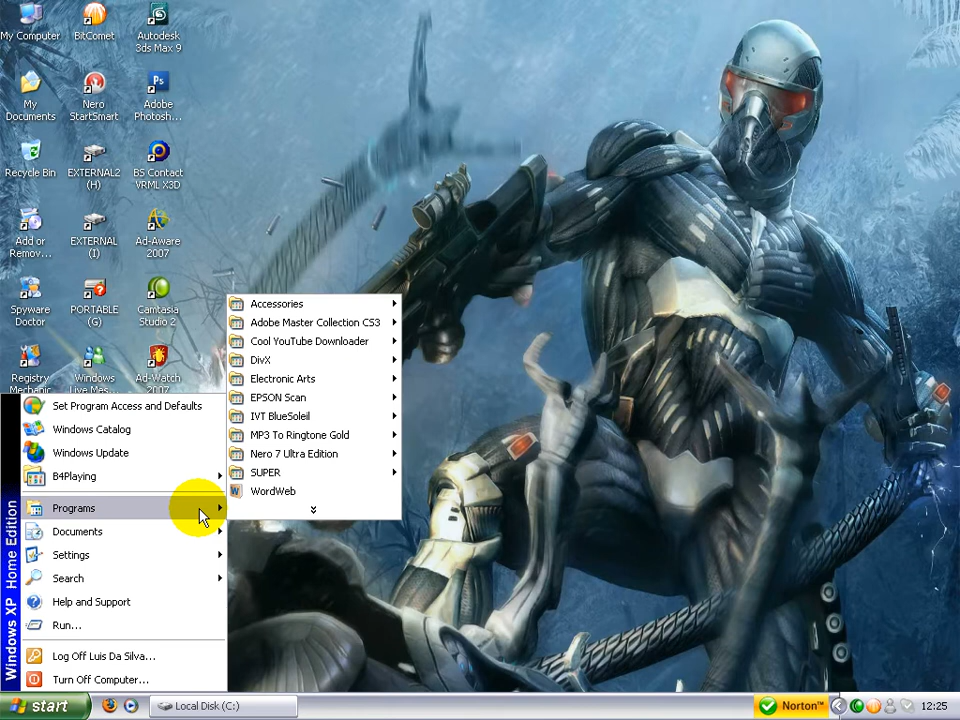 My Computer
BitComet
Autodesk
3ds Max 9
My
Documents
Nero
StartSmart
Adobe
Photosh...
Recycle Bin
EXTERNAL2
(H)
BS Contact
VRML X3D
Add or
Remov...
EXTERNAL
(I)
Ad-Aware
2007
Spyware
Doctor
PORTABLE
(G)
Camtasia
Studio 2
Registry
Mechanic
Windows
Live Mes...
Ad-Watch
2007
Accessories
Adobe Master Collection CS3
Cool YouTube Downloader
DivX
Electronic Arts
EPSON Scan
IVT BlueSoleil
MP3 To Ringtone Gold
Nero 7 Ultra Edition
SUPER
WordWeb
Set Program Access and Defaults
Windows Catalog
Windows Update
B4Playing
Programs
Documents
Settings
Search
Help and Support
Run...
Log Off Luis Da Silva...
Turn Off Computer...
Windows XP Home Edition
start
Local Disk (C:)
Norton™
12:25